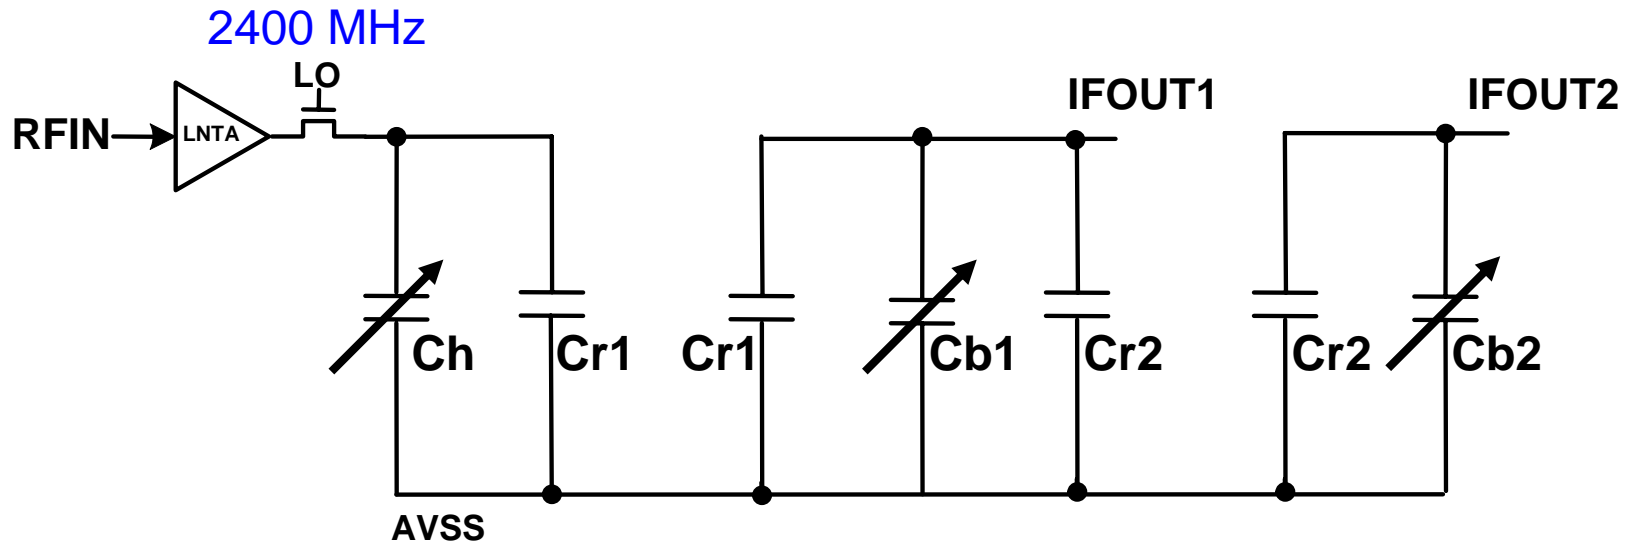 2400 MHz
LO
IFOUT1
IFOUT2
RFIN
LNTA
Ch
Cr1
Cr1
Cb1
Cr2
Cr2
Cb2
AVSS